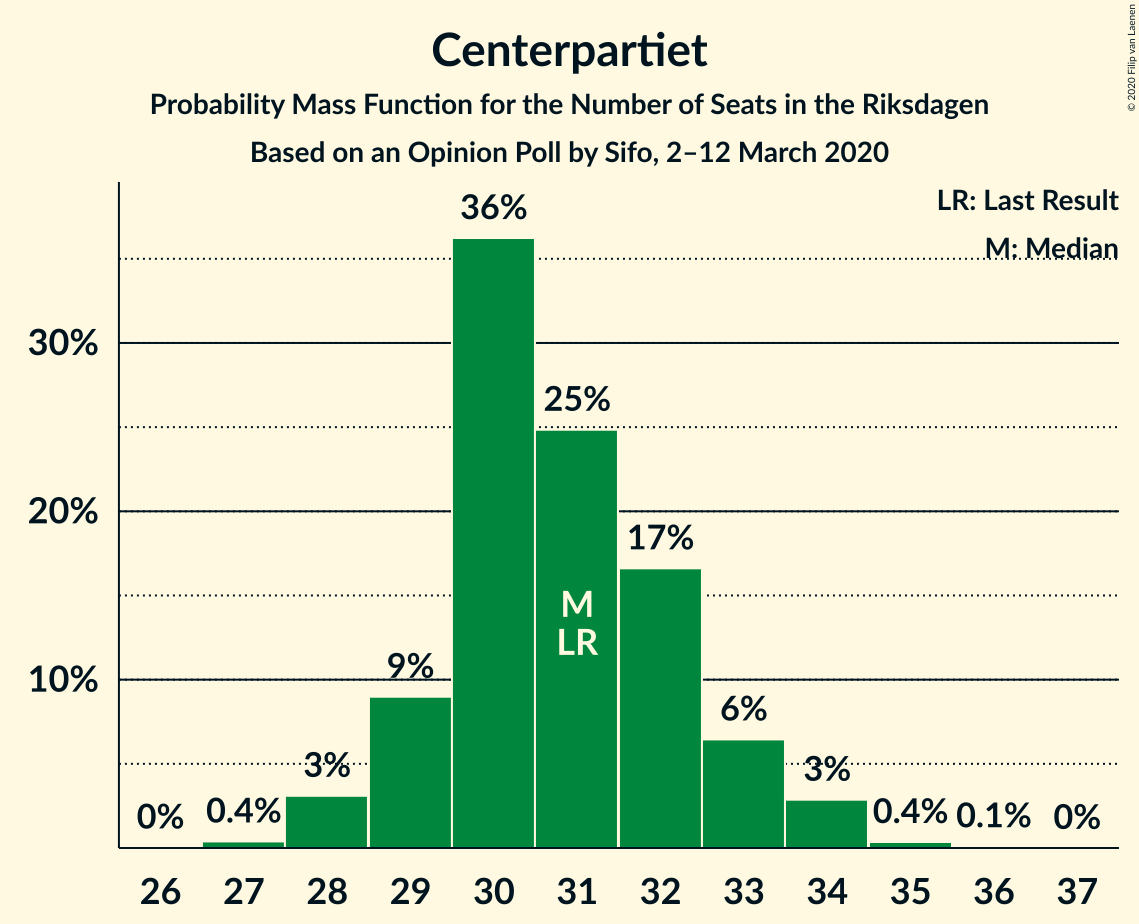 Centerpartiet
Probability Mass Function for the Number of Seats in the Riksdagen
Based on an Opinion Poll by Sifo, 2–12 March 2020
© 2020 Filip van Laenen
LR: Last Result
M: Median
30%
20%
10%
0%
0.4%
3%
9%
36%
25%
17%
6%
3%
0.4%
0.1%
0%
M
LR
26 27 28 29 30 31 32 33 34 35 36 37